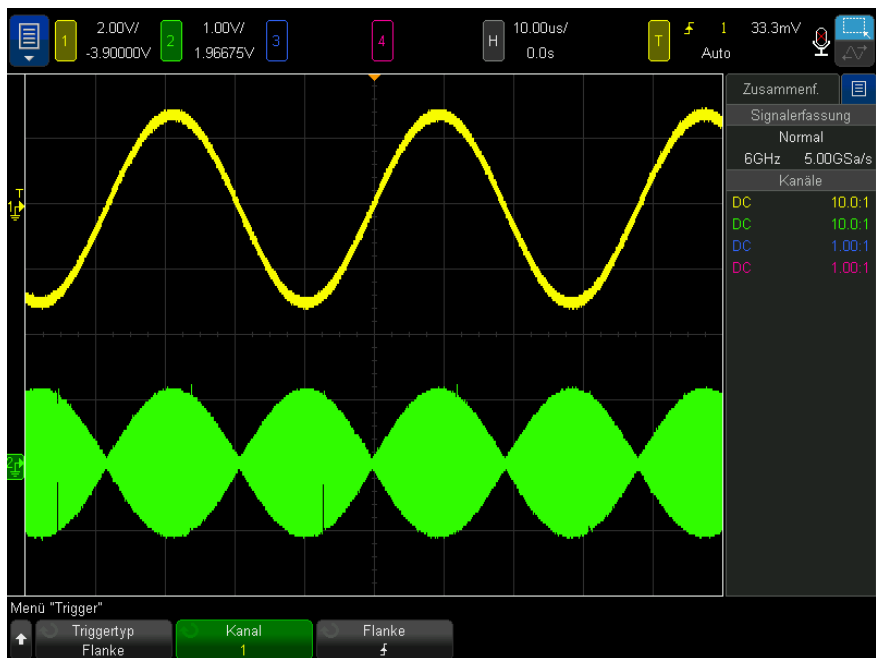 1 2.00V/ -3.90000V 2 1.00V/ 1.96675V 3 4 H 10.00us/ 0.0s T 1 33.3mV Auto
Zusammenf.
Signalerfassung
Normal
6GHz 5.00GSa/s
Kanäle
DC 10.0:1
DC 10.0:1
DC 1.00:1
DC 1.00:1
T
1
2
Menü "Trigger"
Triggertyp Kanal Flanke
Flanke 1